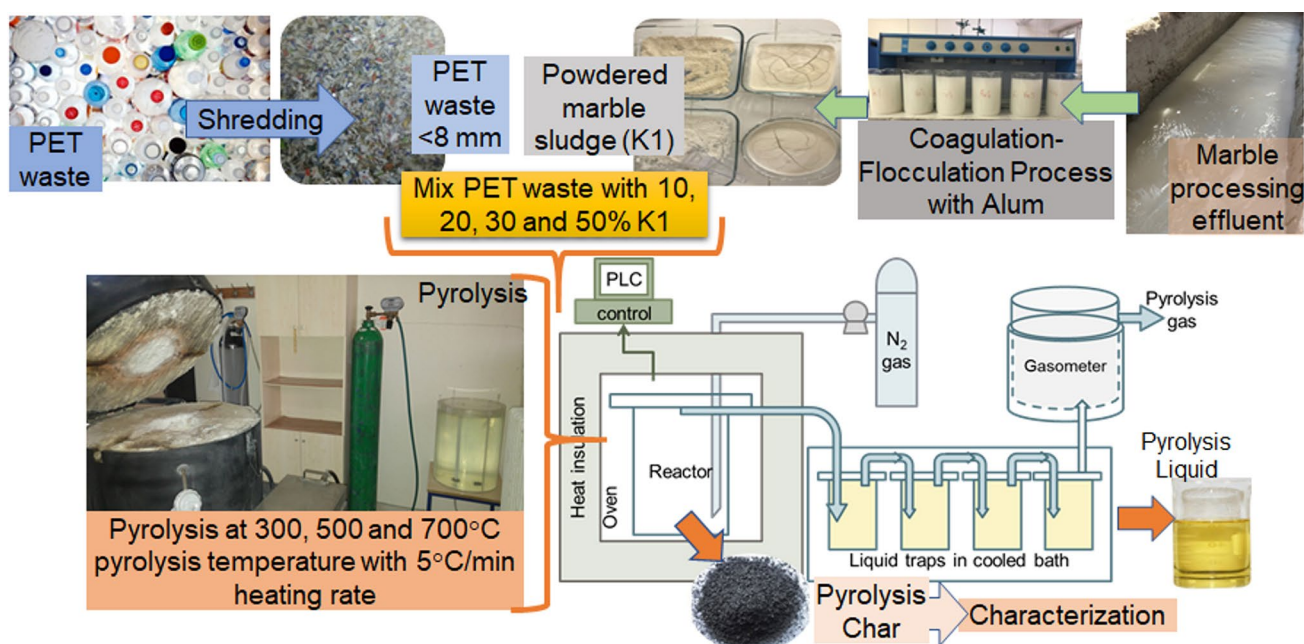 PET
waste
Shredding
PET
waste
<8 mm
Powdered
marble
sludge (K1)
Coagulation-
Flocculation Process
with Alum
Marble
processing
effluent
Mix PET waste with 10,
20, 30 and 50% K1
Pyrolysis
Pyrolysis at 300, 500 and 700°C
pyrolysis temperature with 5°C/min
heating rate
PLC
control
Heat insulation
Oven
Reactor
N₂
gas
Gasometer
Pyrolysis
gas
Liquid traps in cooled bath
Pyrolysis
Liquid
Pyrolysis
Char
Characterization